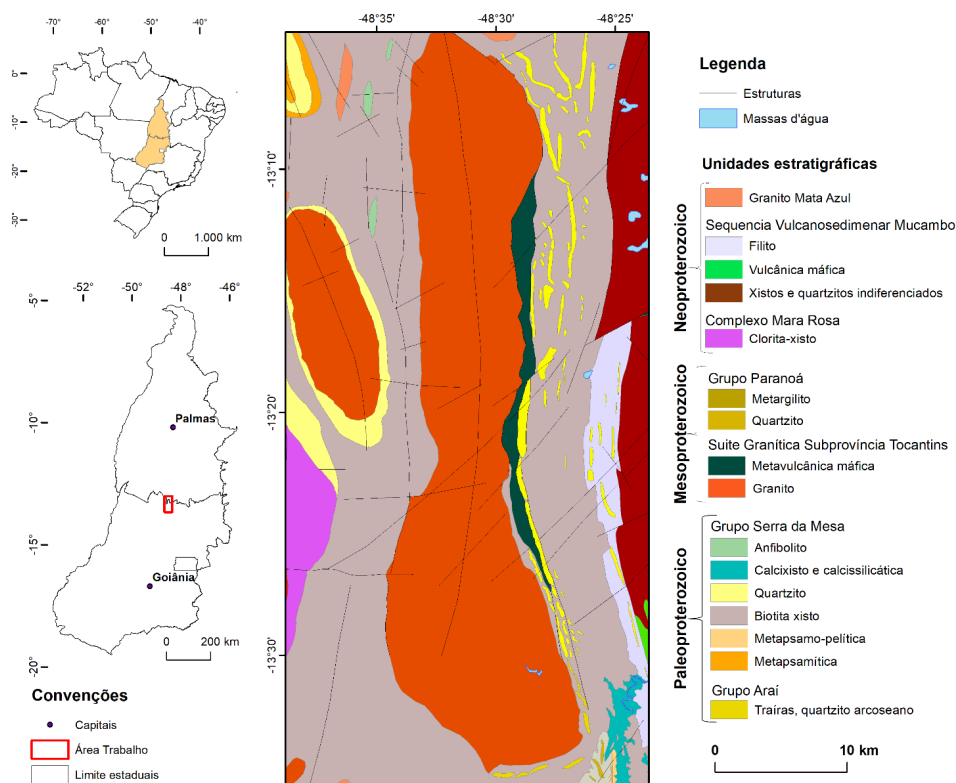 -70° -60° -50° -40° -30°
0°
-10°
-20°
-30°
0 1.000 km
-52° -50° -48° -46°
-5°
-10°
-15°
-20°
Palmas
Goiânia
0 200 km
Convenções
Capitais
Área Trabalho
Limite estaduais
-48°35' -48°30' -48°25'
-13°10'
-13°20'
-13°30'
Legenda
Estruturas
Massas d'água
Unidades estratigráficas
Neoproterozoico
Granito Mata Azul
Sequencia Vulcanosedimenar Mucambo
Filito
Vulcânica máfica
Xistos e quartzitos indiferenciados
Complexo Mara Rosa
Clorita-xisto
Mesoproterozoico
Grupo Paranoá
Metargilito
Quartzito
Suite Granítica Subprovíncia Tocantins
Metavulcânica máfica
Granito
Paleoproterozoico
Grupo Serra da Mesa
Anfibolito
Calcixisto e calcissilicática
Quartzito
Biotita xisto
Metapsamo-pelítica
Metapsamítica
Grupo Araí
Traíras, quartzito arcoseano
0 10 km